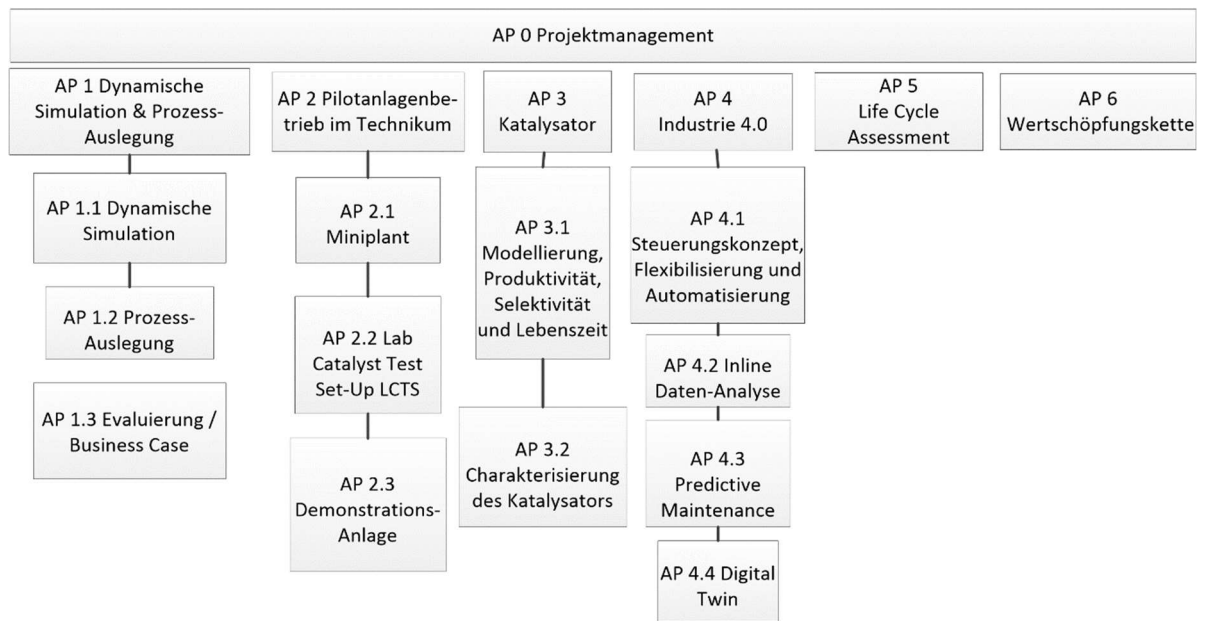 AP 0 Projektmanagement
AP 1 Dynamische
Simulation & Prozess-
Auslegung
AP 1.1 Dynamische
Simulation
AP 1.2 Prozess-
Auslegung
AP 1.3 Evaluierung /
Business Case
AP 2 Pilotanlagenbe-
trieb im Technikum
AP 2.1
Miniplant
AP 2.2 Lab
Catalyst Test
Set-Up LCTS
AP 2.3
Demonstrations-
Anlage
AP 3
Katalysator
AP 3.1
Modellierung,
Produktivität,
Selektivität
und Lebenszeit
AP 3.2
Charakterisierung
des Katalysators
AP 4
Industrie 4.0
AP 4.1
Steuerungskonzept,
Flexibilisierung und
Automatisierung
AP 4.2 Inline
Daten-Analyse
AP 4.3
Predictive
Maintenance
AP 4.4 Digital
Twin
AP 5
Life Cycle
Assessment
AP 6
Wertschöpfungskette